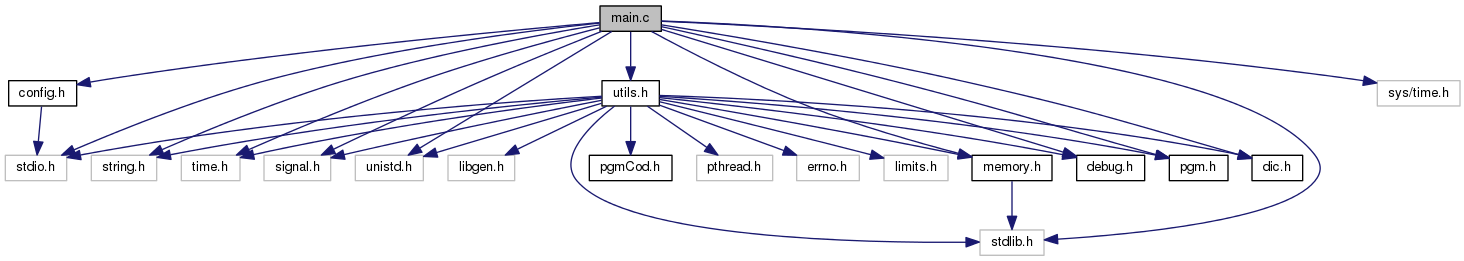 main.c
config.h
utils.h
sys/time.h
stdio.h
string.h
time.h
signal.h
unistd.h
libgen.h
pgmCod.h
pthread.h
errno.h
limits.h
memory.h
debug.h
pgm.h
dic.h
stdlib.h